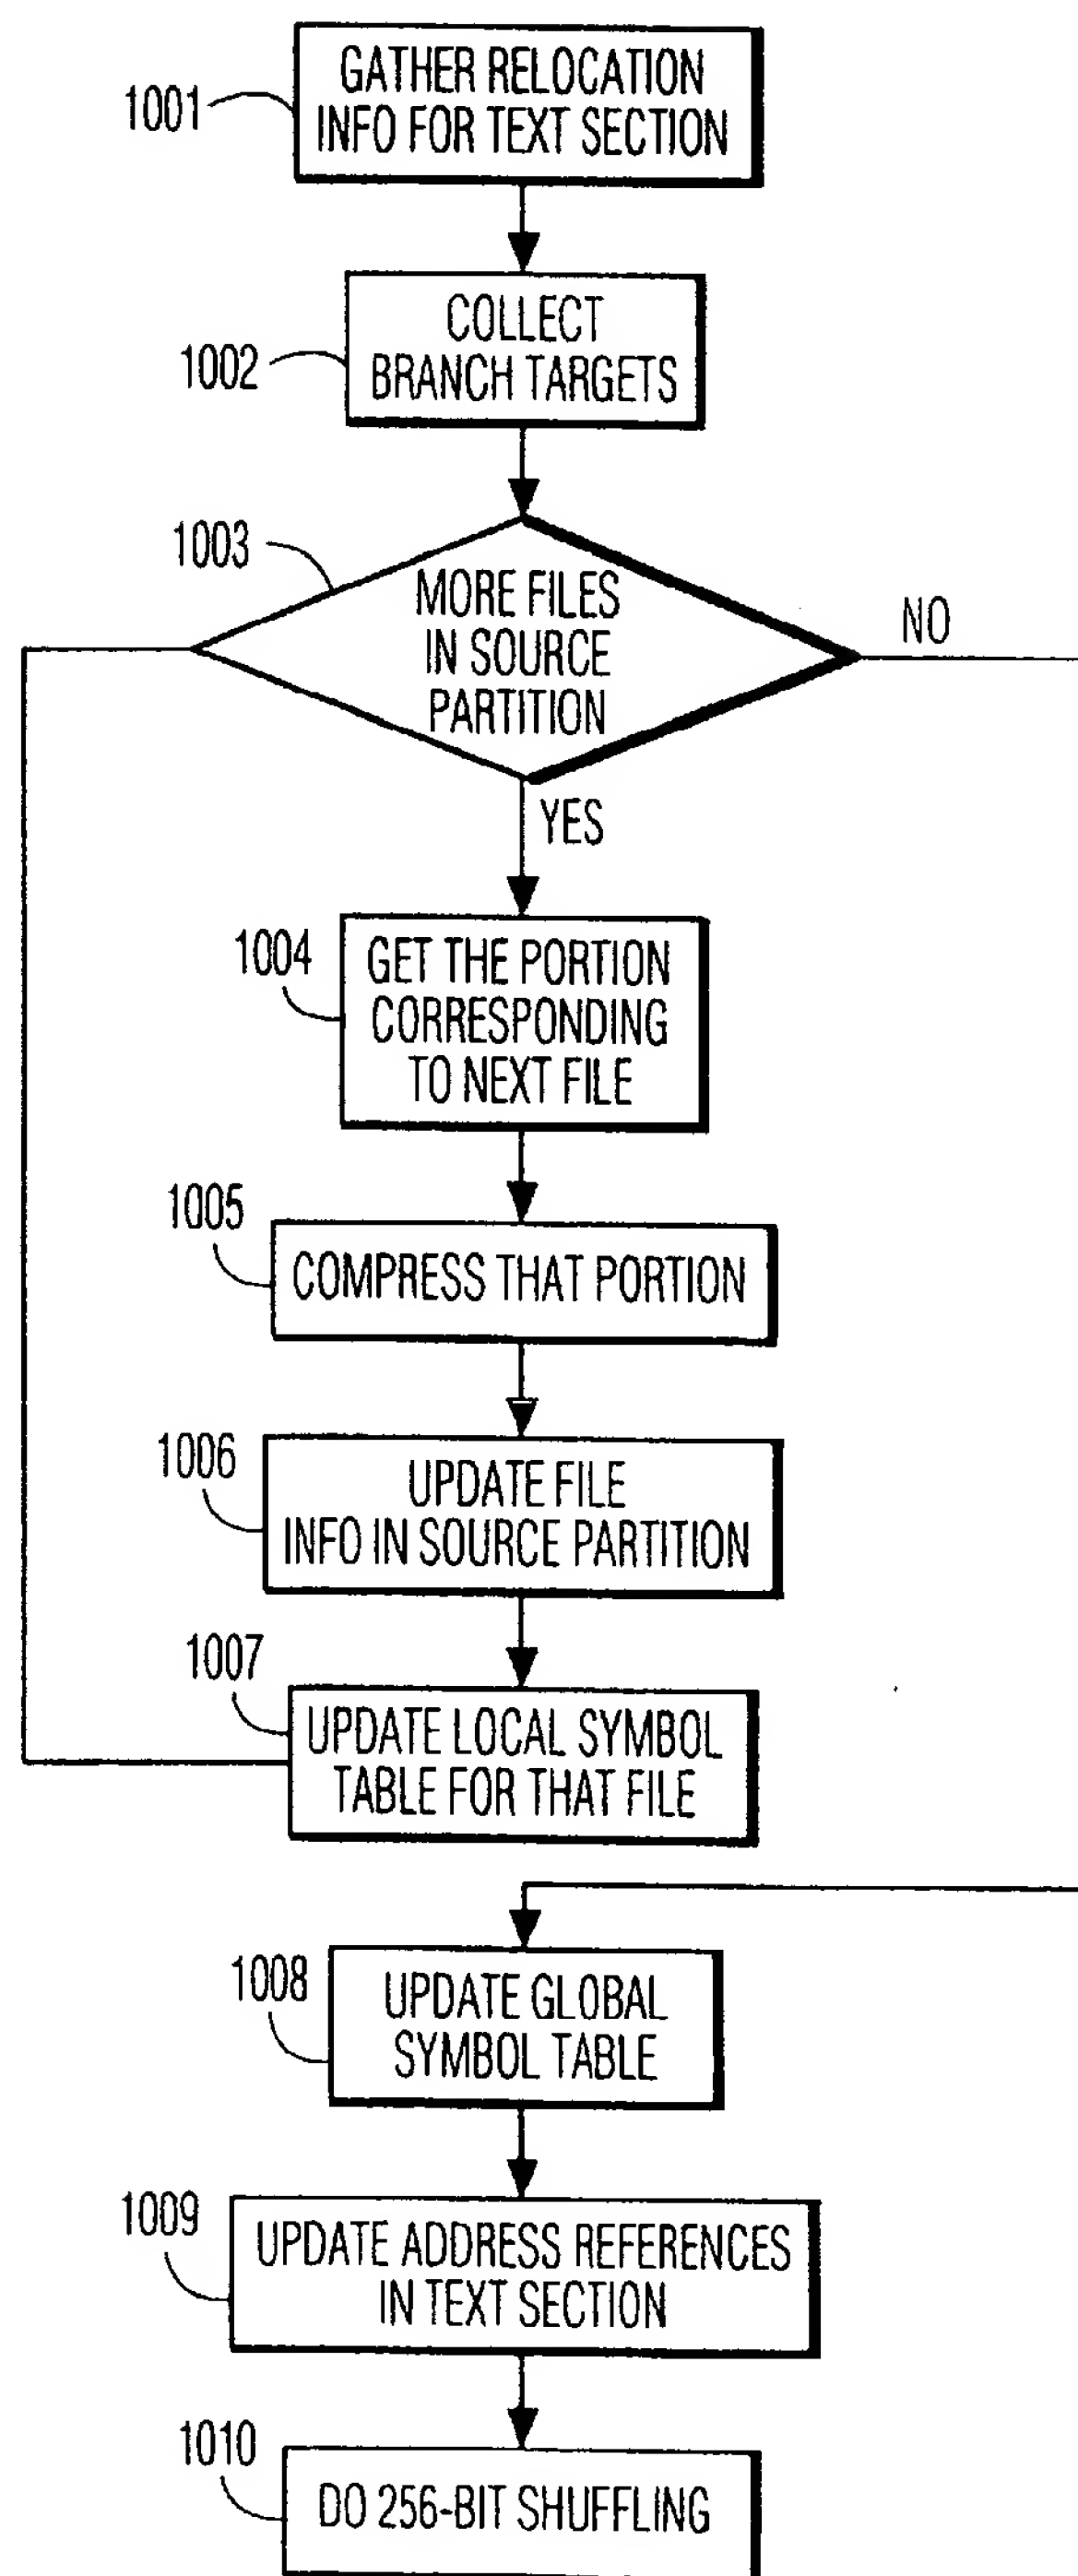 1001
GATHER RELOCATION
INFO FOR TEXT SECTION
1002
COLLECT
BRANCH TARGETS
1003
MORE FILES
IN SOURCE
PARTITION
NO
YES
1004
GET THE PORTION
CORRESPONDING
TO NEXT FILE
1005
COMPRESS THAT PORTION
1006
UPDATE FILE
INFO IN SOURCE PARTITION
1007
UPDATE LOCAL SYMBOL
TABLE FOR THAT FILE
1008
UPDATE GLOBAL
SYMBOL TABLE
1009
UPDATE ADDRESS REFERENCES
IN TEXT SECTION
1010
DO 256-BIT SHUFFLING